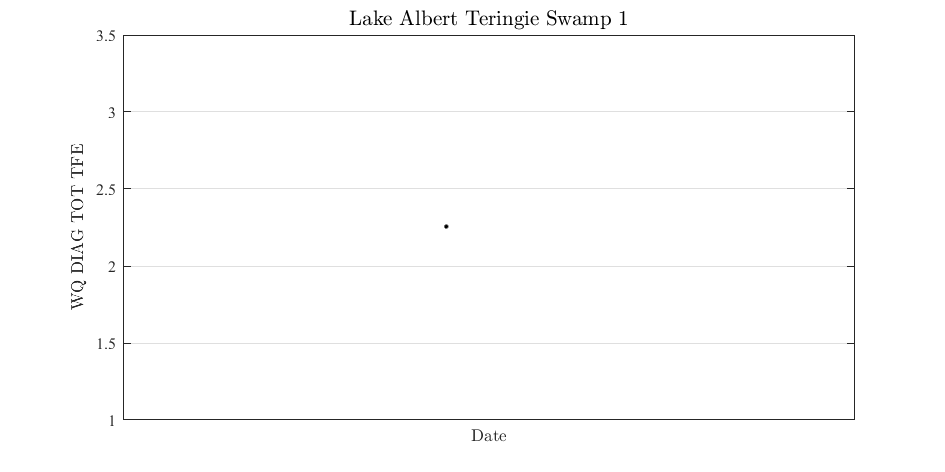 Lake Albert Teringie Swamp 1
3.5
3
2.5
2
1.5
1
WQ DIAG TOT TFE
Date